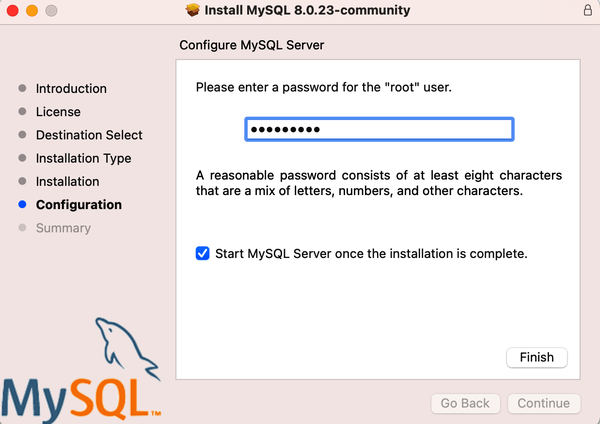 Install MySQL 8.0.23-community
Configure MySQL Server
Introduction
License
Destination Select
Installation Type
Installation
Configuration
Summary
Please enter a password for the "root" user.
•••••••••
A reasonable password consists of at least eight characters
that are a mix of letters, numbers, and other characters.
Start MySQL Server once the installation is complete.
Finish
MySQL™
Go Back
Continue